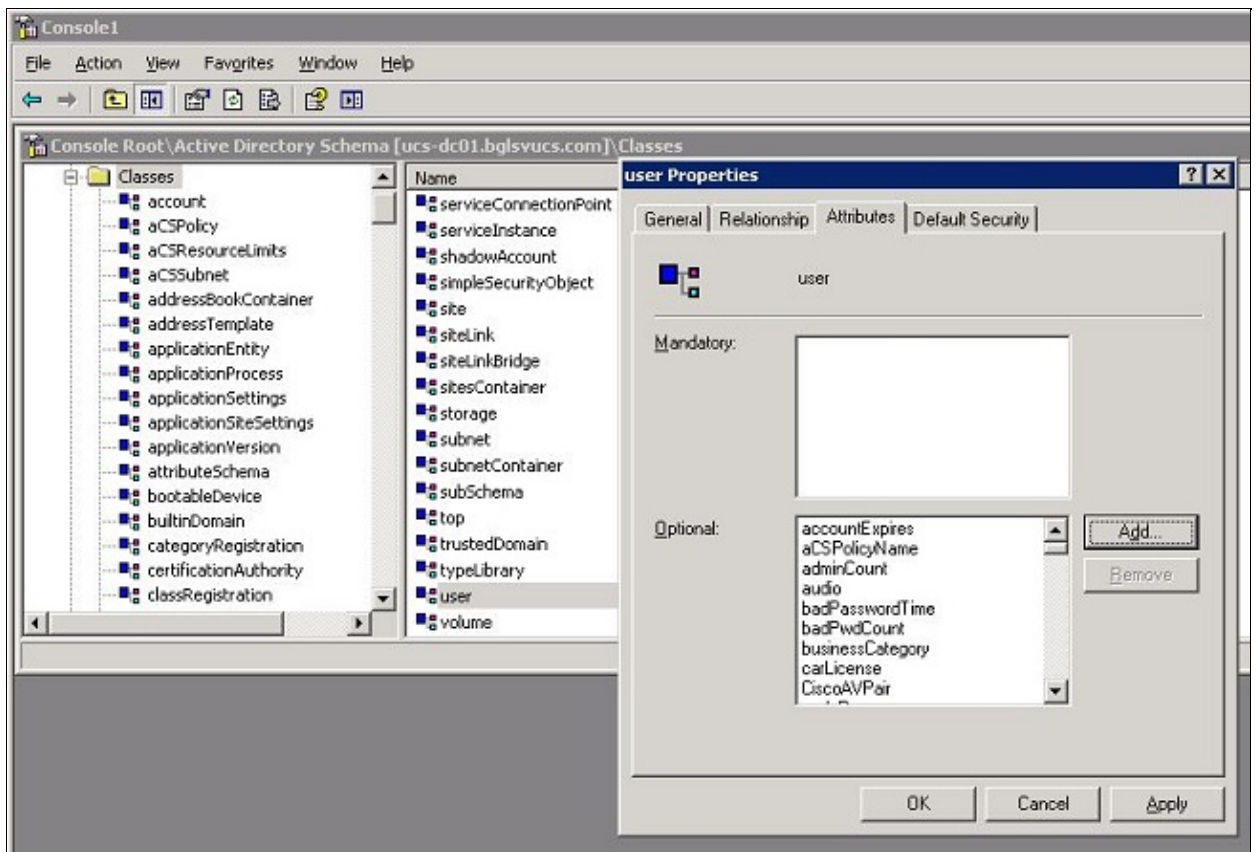 Console1
File Action View Favorites Window Help
Console Root\Active Directory Schema [ucs-dc01.bglsvucs.com]\Classes
Classes
account
aCSPolicy
aCSResourceLimits
aCSSubnet
addressBookContainer
addressTemplate
applicationEntity
applicationProcess
applicationSettings
applicationSiteSettings
applicationVersion
attributeSchema
bootableDevice
builtinDomain
categoryRegistration
certificationAuthority
classRegistration
Name
serviceConnectionPoint
serviceInstance
shadowAccount
simpleSecurityObject
site
siteLink
siteLinkBridge
sitesContainer
storage
subnet
subnetContainer
subSchema
top
trustedDomain
typeLibrary
user
volume
user Properties
General Relationship Attributes Default Security
user
Mandatory:
Optional:
accountExpires
aCSPolicyName
adminCount
audio
badPasswordTime
badPwdCount
businessCategory
carLicense
CiscoAVPair
Add...
Remove
OK Cancel Apply